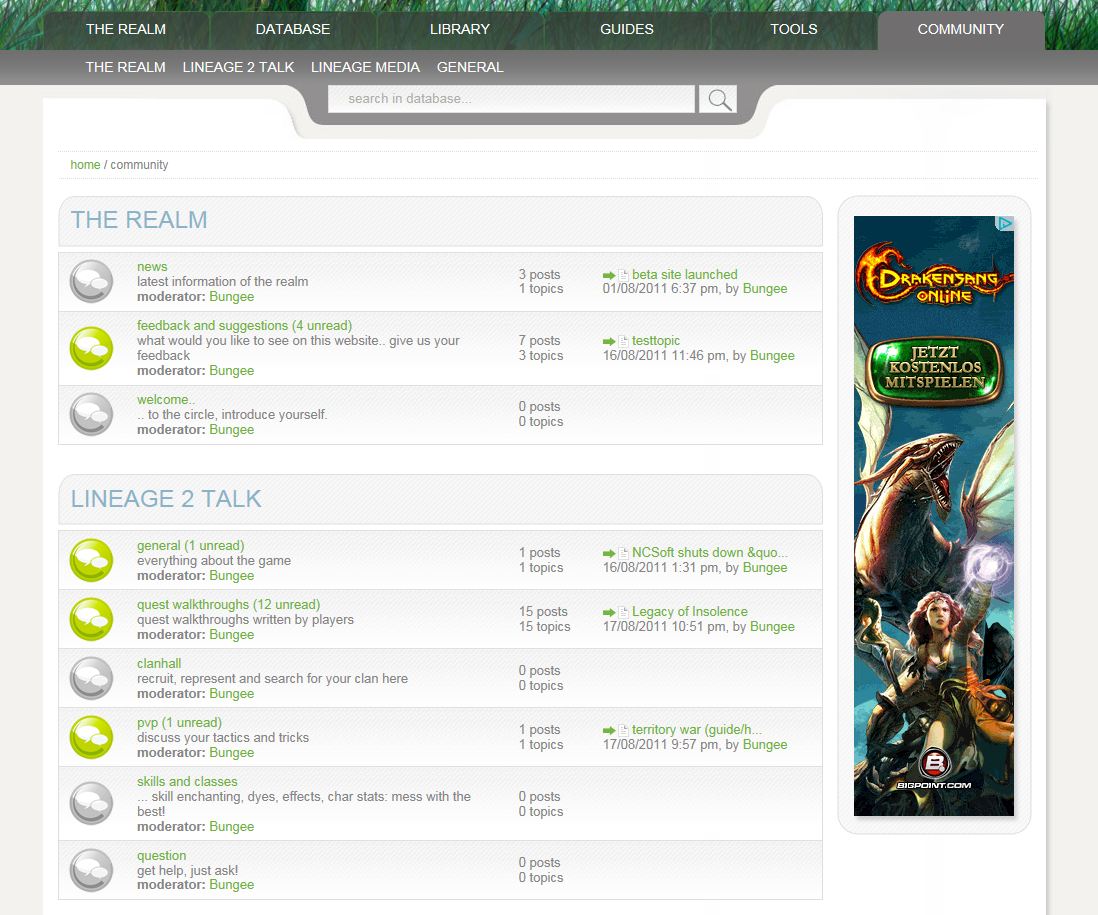 THE REALM DATABASE LIBRARY GUIDES TOOLS COMMUNITY
THE REALM LINEAGE 2 TALK LINEAGE MEDIA GENERAL
search in database...
home / community
THE REALM
news
latest information of the realm
moderator: Bungee
3 posts
1 topics
beta site launched
01/08/2011 6:37 pm, by Bungee
feedback and suggestions (4 unread)
what would you like to see on this website.. give us your
feedback
moderator: Bungee
7 posts
3 topics
testtopic
16/08/2011 11:46 pm, by Bungee
welcome..
.. to the circle, introduce yourself.
moderator: Bungee
0 posts
0 topics
LINEAGE 2 TALK
general (1 unread)
everything about the game
moderator: Bungee
1 posts
1 topics
NCSoft shuts down &quo...
16/08/2011 1:31 pm, by Bungee
quest walkthroughs (12 unread)
quest walkthroughs written by players
moderator: Bungee
15 posts
15 topics
Legacy of Insolence
17/08/2011 10:51 pm, by Bungee
clanhall
recruit, represent and search for your clan here
moderator: Bungee
0 posts
0 topics
pvp (1 unread)
discuss your tactics and tricks
moderator: Bungee
1 posts
1 topics
territory war (guide/h...
17/08/2011 9:57 pm, by Bungee
skills and classes
... skill enchanting, dyes, effects, char stats: mess with the
best!
moderator: Bungee
0 posts
0 topics
question
get help, just ask!
moderator: Bungee
0 posts
0 topics
DRAKENSANG
ONLINE
JETZT
KOSTENLOS
MITSPIELEN
B.
BIGPOINT.COM